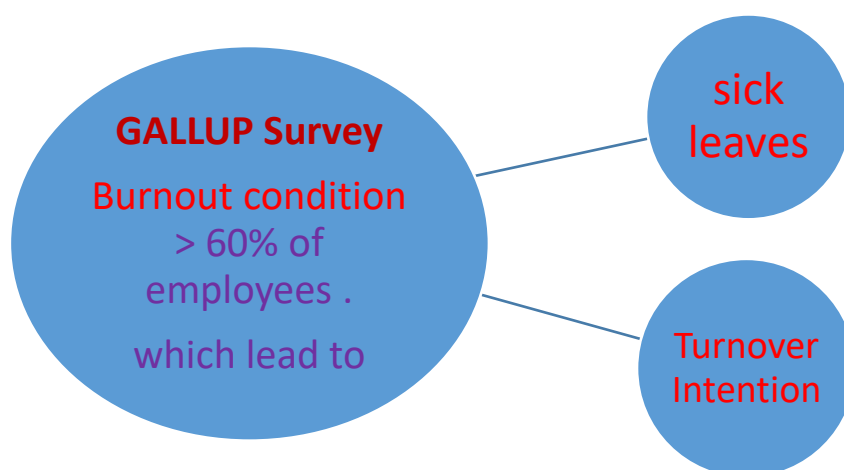 GALLUP Survey
Burnout condition
> 60% of
employees .
which lead to
sick
leaves
Turnover
Intention